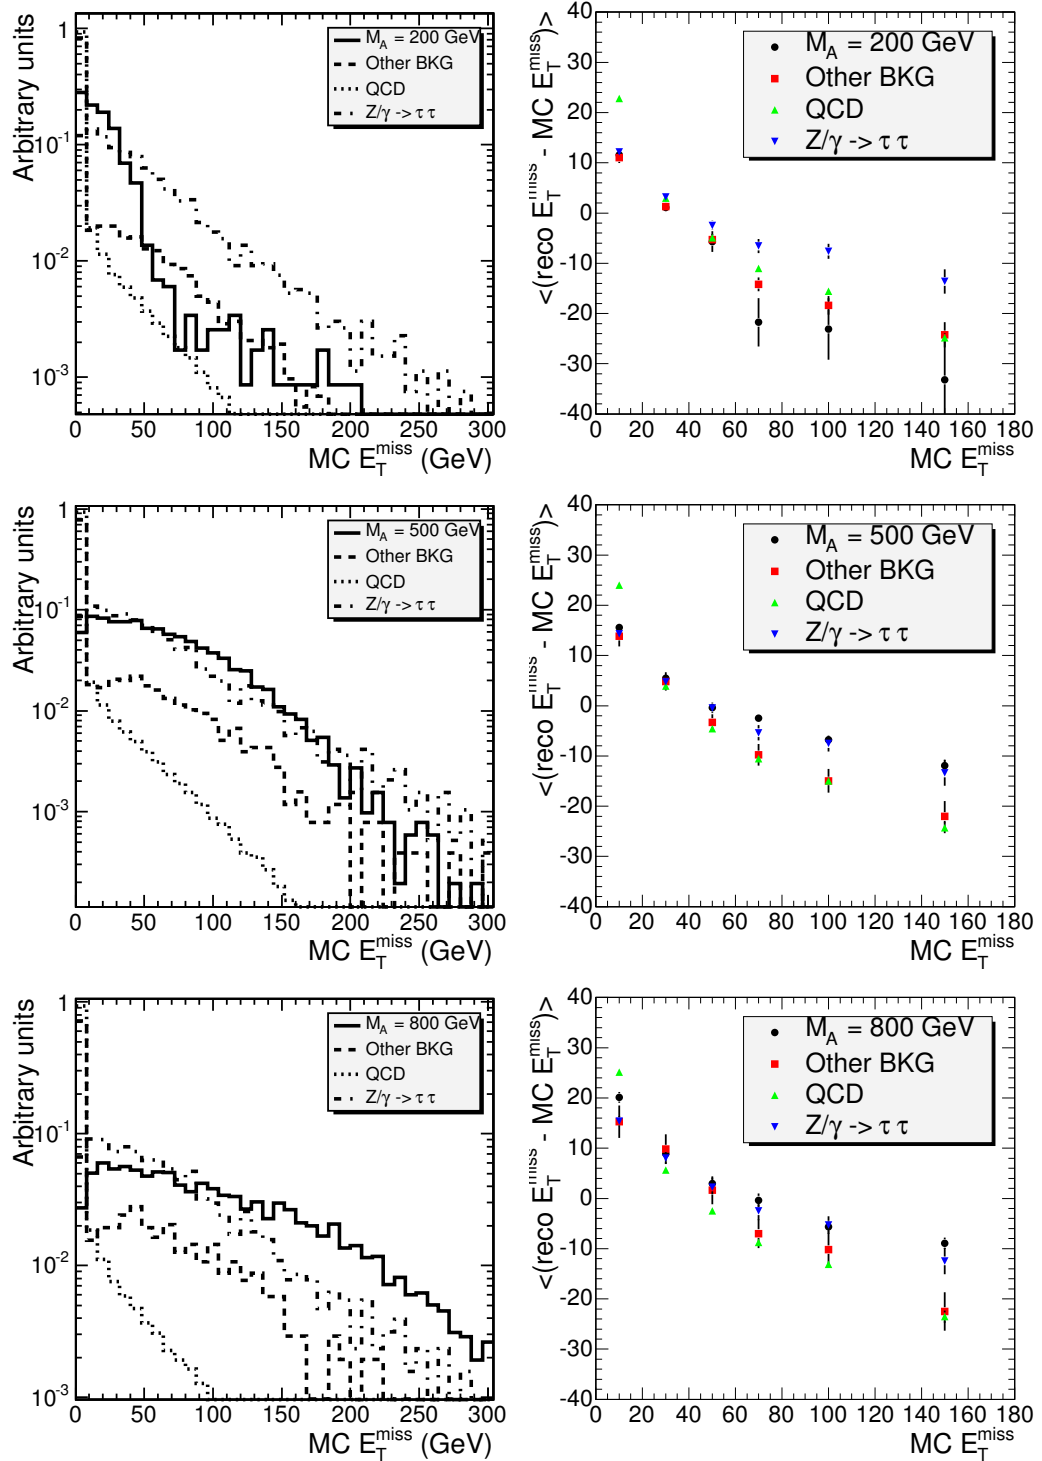 Arbitrary units
1
10^-1
10^-2
10^-3
M_A = 200 GeV
Other BKG
QCD
Z/γ -> τ τ
0 50 100 150 200 250 300
MC E_T^miss (GeV)
<(reco E_T^miss - MC E_T^miss)>
40
30
20
10
0
-10
-20
-30
-40
M_A = 200 GeV
Other BKG
QCD
Z/γ -> τ τ
0 20 40 60 80 100 120 140 160 180
MC E_T^miss
Arbitrary units
1
10^-1
10^-2
10^-3
M_A = 500 GeV
Other BKG
QCD
Z/γ -> τ τ
0 50 100 150 200 250 300
MC E_T^miss (GeV)
<(reco E_T^miss - MC E_T^miss)>
40
30
20
10
0
-10
-20
-30
-40
M_A = 500 GeV
Other BKG
QCD
Z/γ -> τ τ
0 20 40 60 80 100 120 140 160 180
MC E_T^miss
Arbitrary units
1
10^-1
10^-2
10^-3
M_A = 800 GeV
Other BKG
QCD
Z/γ -> τ τ
0 50 100 150 200 250 300
MC E_T^miss (GeV)
<(reco E_T^miss - MC E_T^miss)>
40
30
20
10
0
-10
-20
-30
-40
M_A = 800 GeV
Other BKG
QCD
Z/γ -> τ τ
0 20 40 60 80 100 120 140 160 180
MC E_T^miss